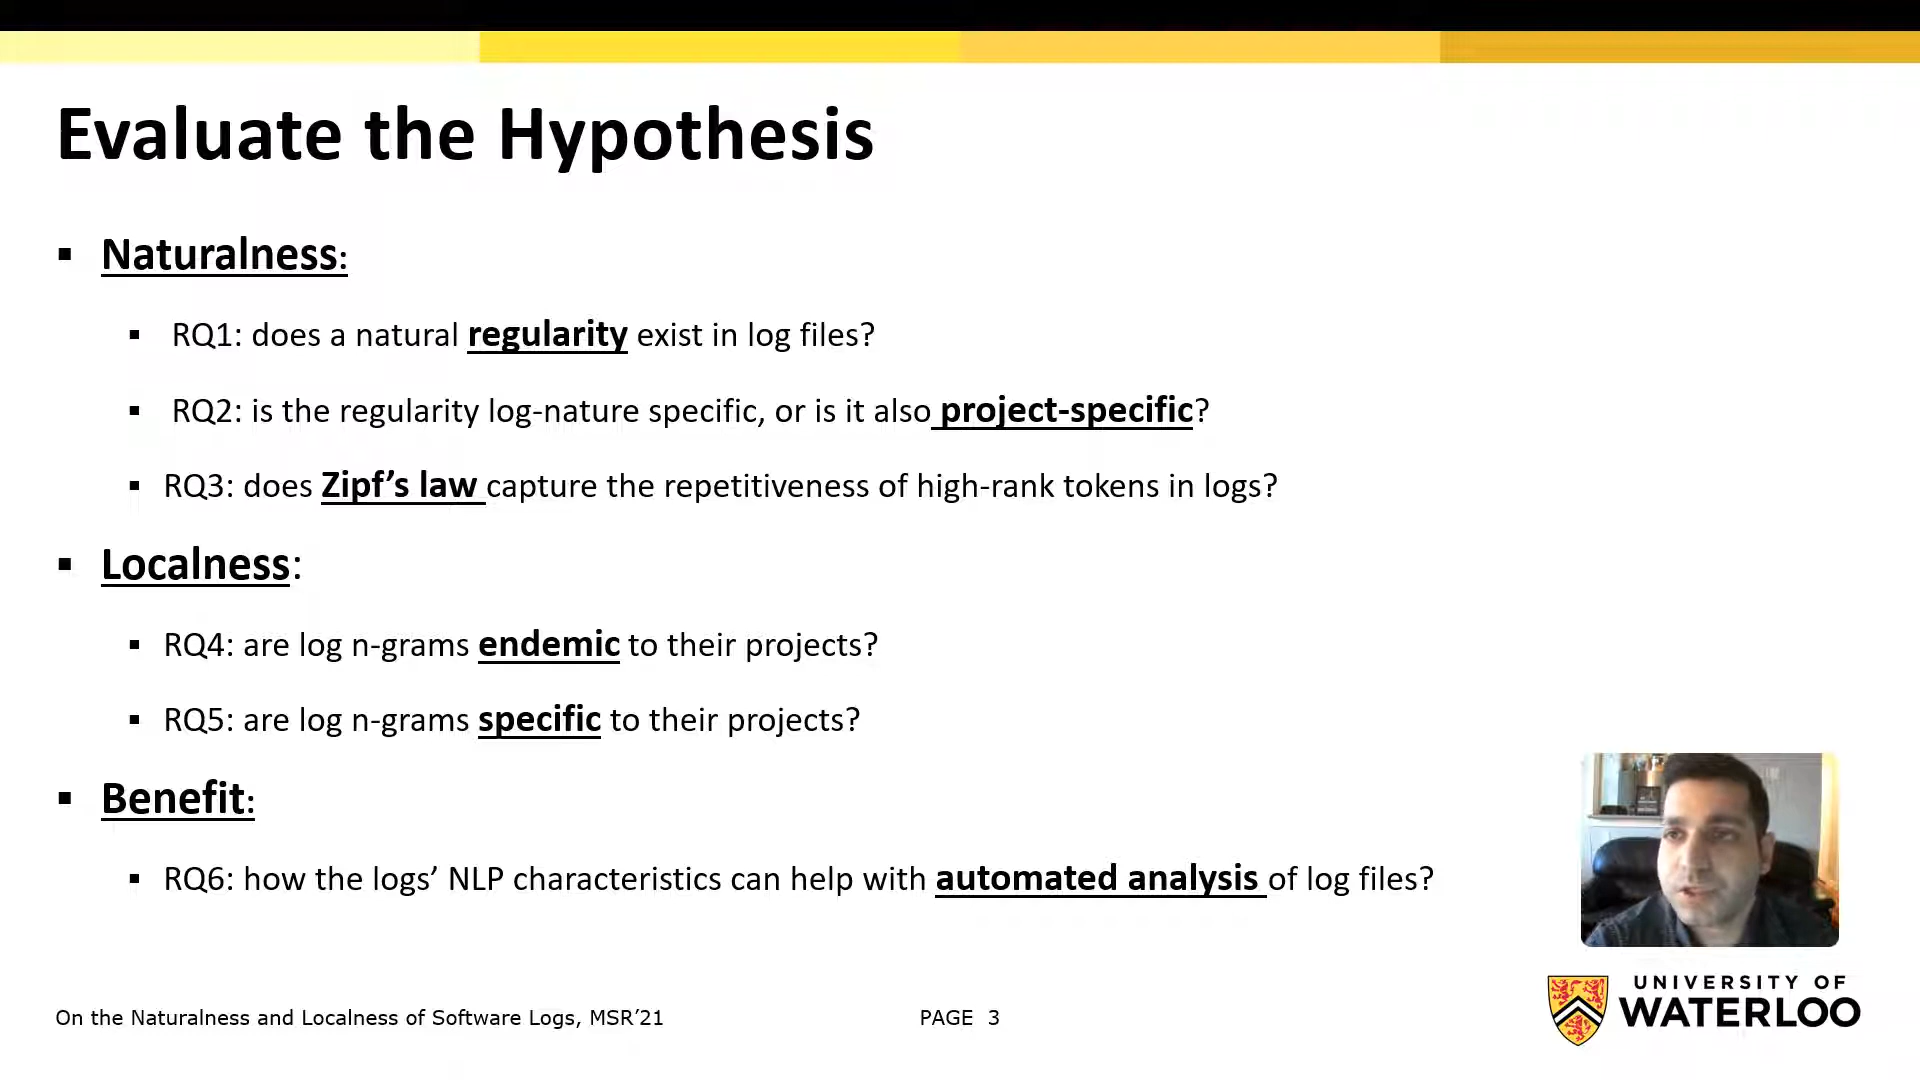 Evaluate the Hypothesis
▪ Naturalness:
▪ RQ1: does a natural regularity exist in log files?
▪ RQ2: is the regularity log-nature specific, or is it also project-specific?
▪ RQ3: does Zipf’s law capture the repetitiveness of high-rank tokens in logs?
▪ Localness:
▪ RQ4: are log n-grams endemic to their projects?
▪ RQ5: are log n-grams specific to their projects?
▪ Benefit:
▪ RQ6: how the logs’ NLP characteristics can help with automated analysis of log files?
On the Naturalness and Localness of Software Logs, MSR’21
PAGE 3
UNIVERSITY OF
WATERLOO